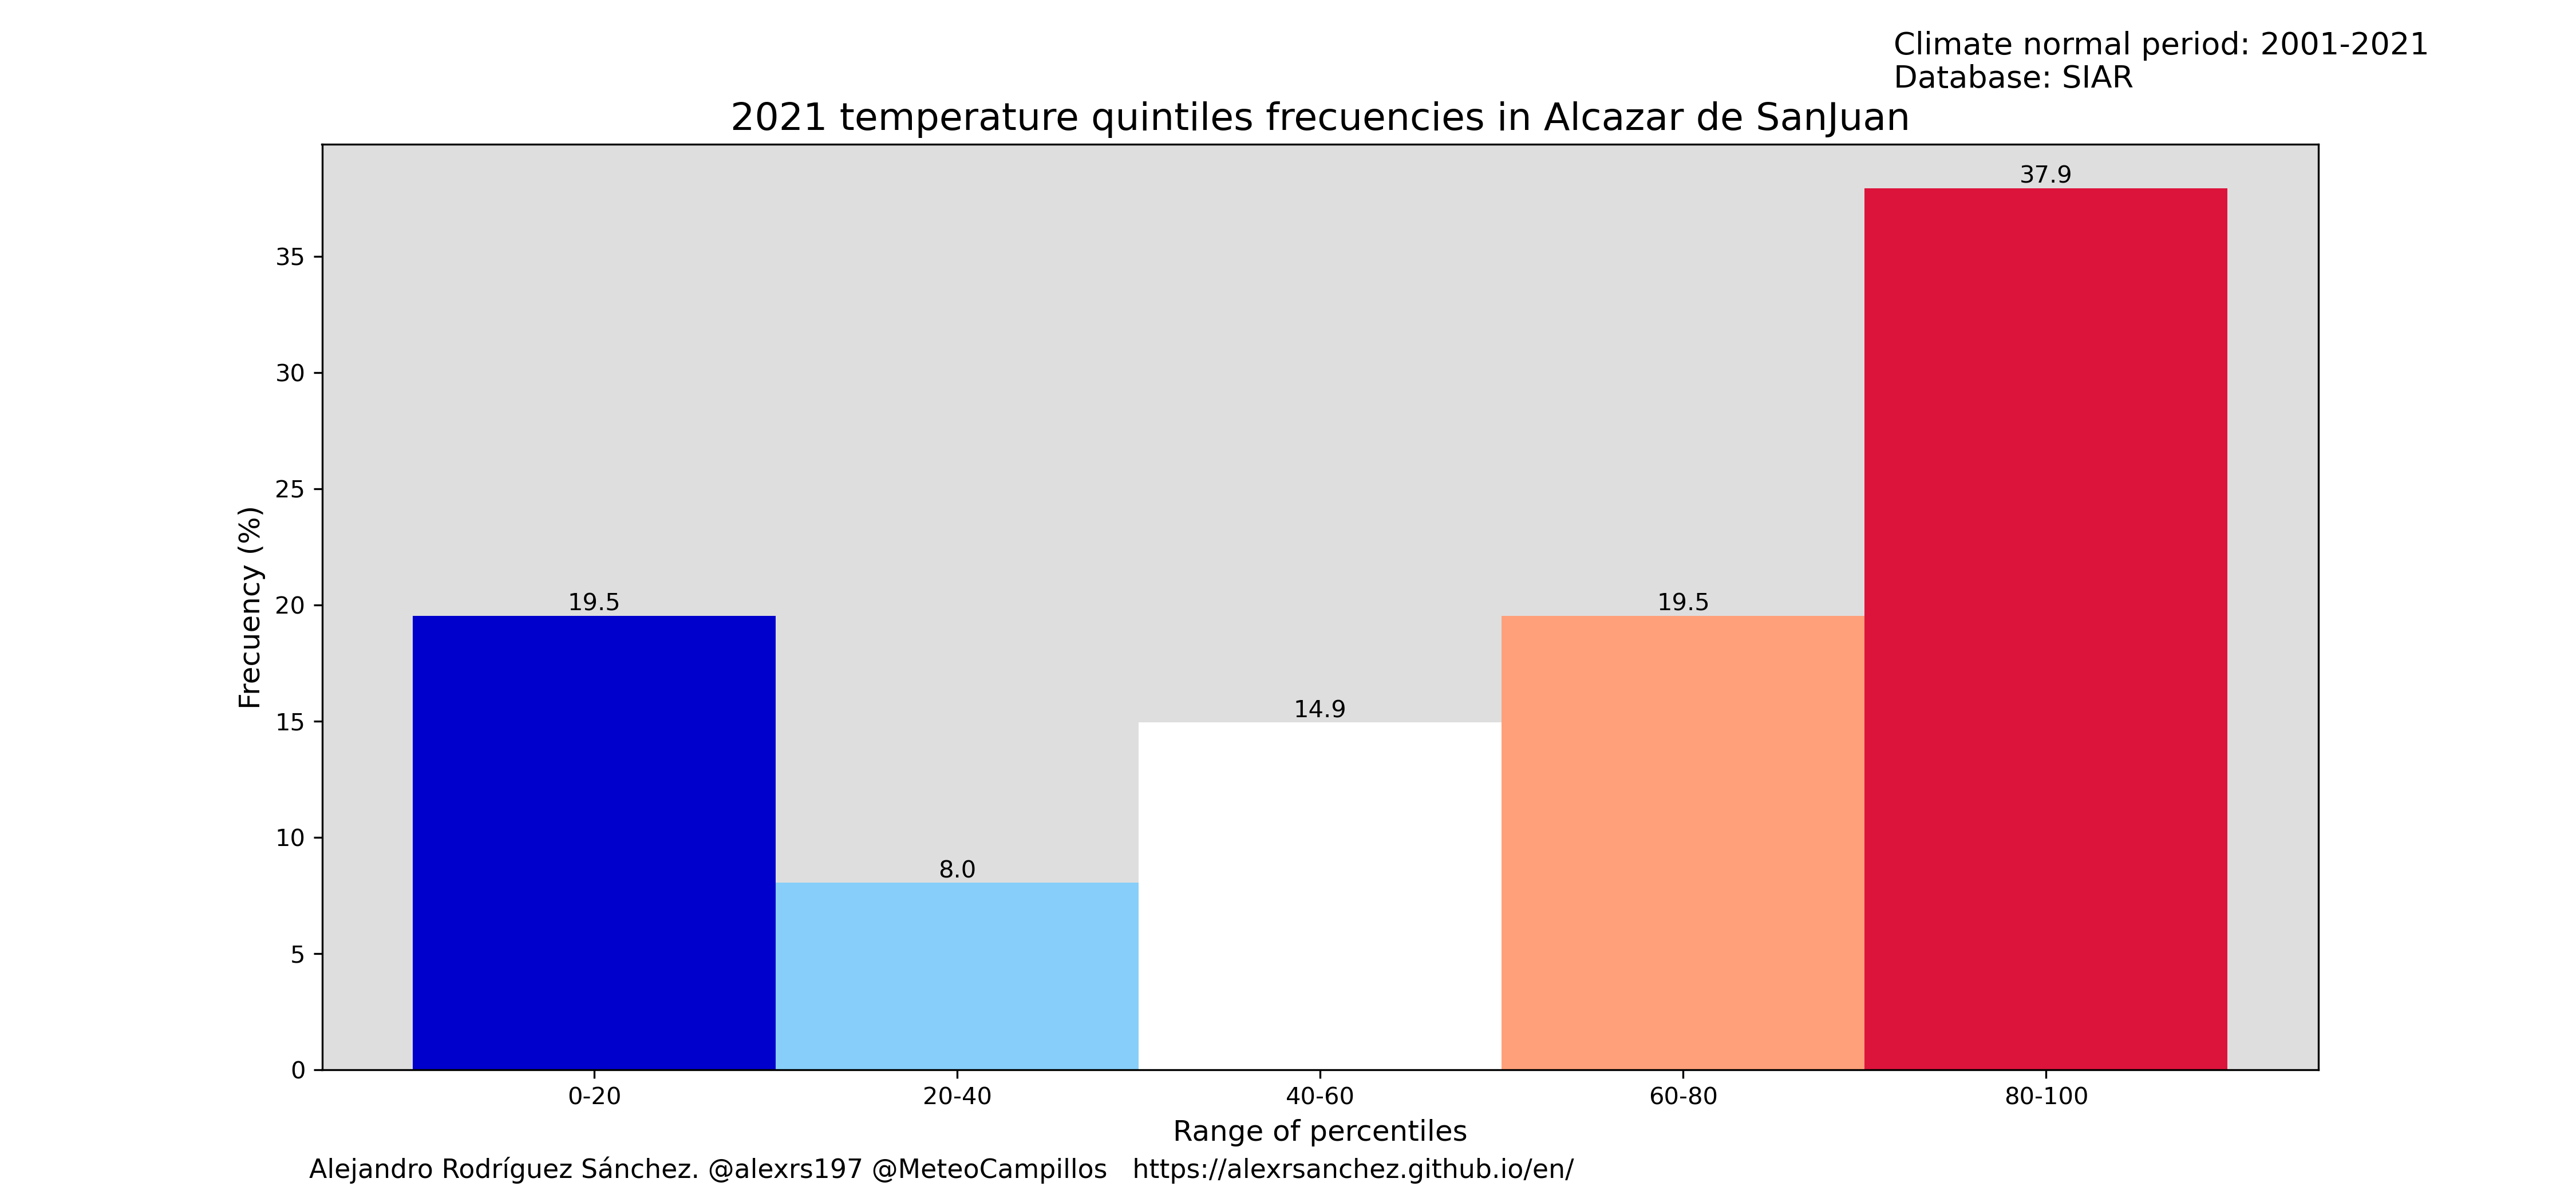 Climate normal period: 2001-2021
Database: SIAR
2021 temperature quintiles frecuencies in Alcazar de SanJuan
37.9
35
30
25
20
15
10
5
0
Frecuency (%)
19.5
8.0
14.9
19.5
0-20 20-40 40-60 60-80 80-100
Range of percentiles
Alejandro Rodríguez Sánchez. @alexrs197 @MeteoCampillos https://alexrsanchez.github.io/en/